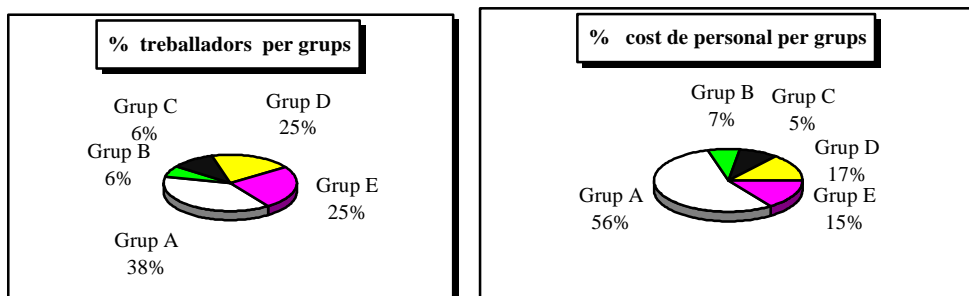 % treballadors per grups
Grup C
6%
Grup D
25%
Grup B
6%
Grup E
25%
Grup A
38%
% cost de personal per grups
Grup B
7%
Grup C
5%
Grup D
17%
Grup A
56%
Grup E
15%